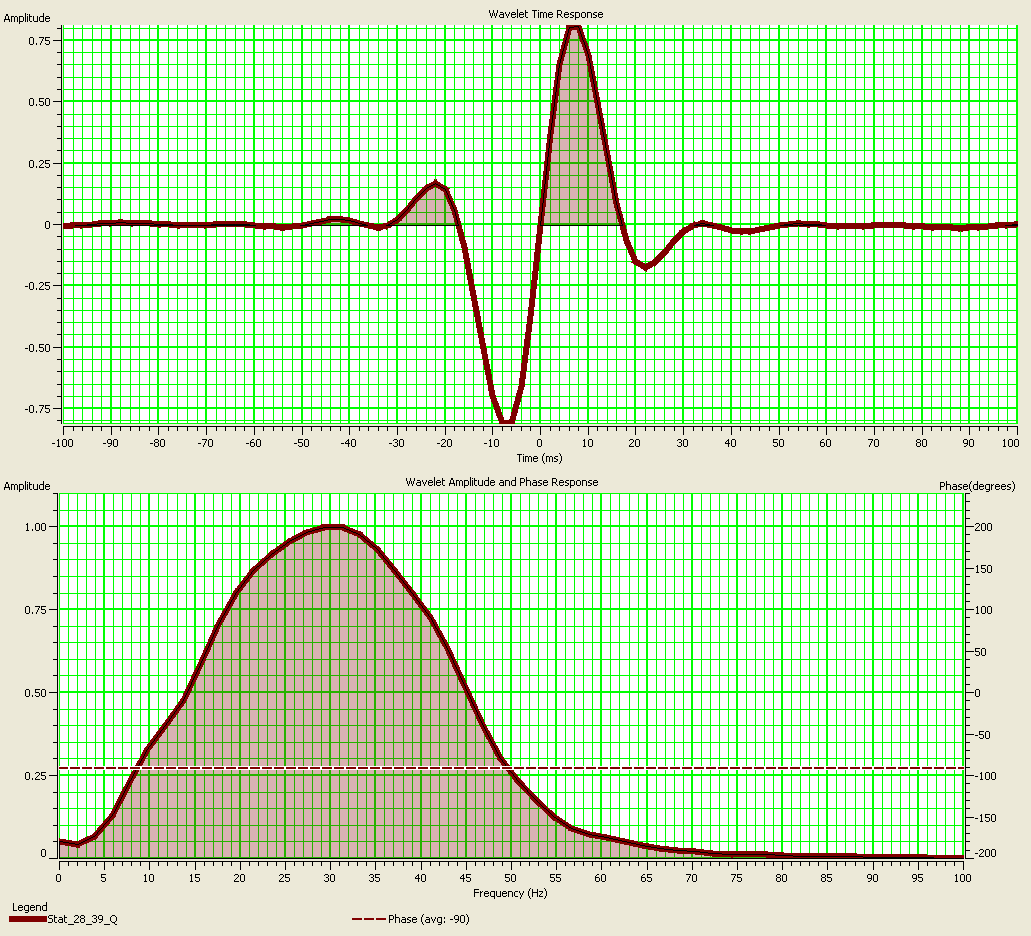 Wavelet Time Response
Amplitude
0.75
0.50
0.25
0
-0.25
-0.50
-0.75
-100 -90 -80 -70 -60 -50 -40 -30 -20 -10 0 10 20 30 40 50 60 70 80 90 100
Time (ms)
Wavelet Amplitude and Phase Response
Amplitude Phase(degrees)
1.00 200
150
0.75 100
50
0.50 0
-50
0.25 -100
-150
0 -200
0 5 10 15 20 25 30 35 40 45 50 55 60 65 70 75 80 85 90 95 100
Frequency (Hz)
Legend
Stat_28_39_Q Phase (avg: -90)